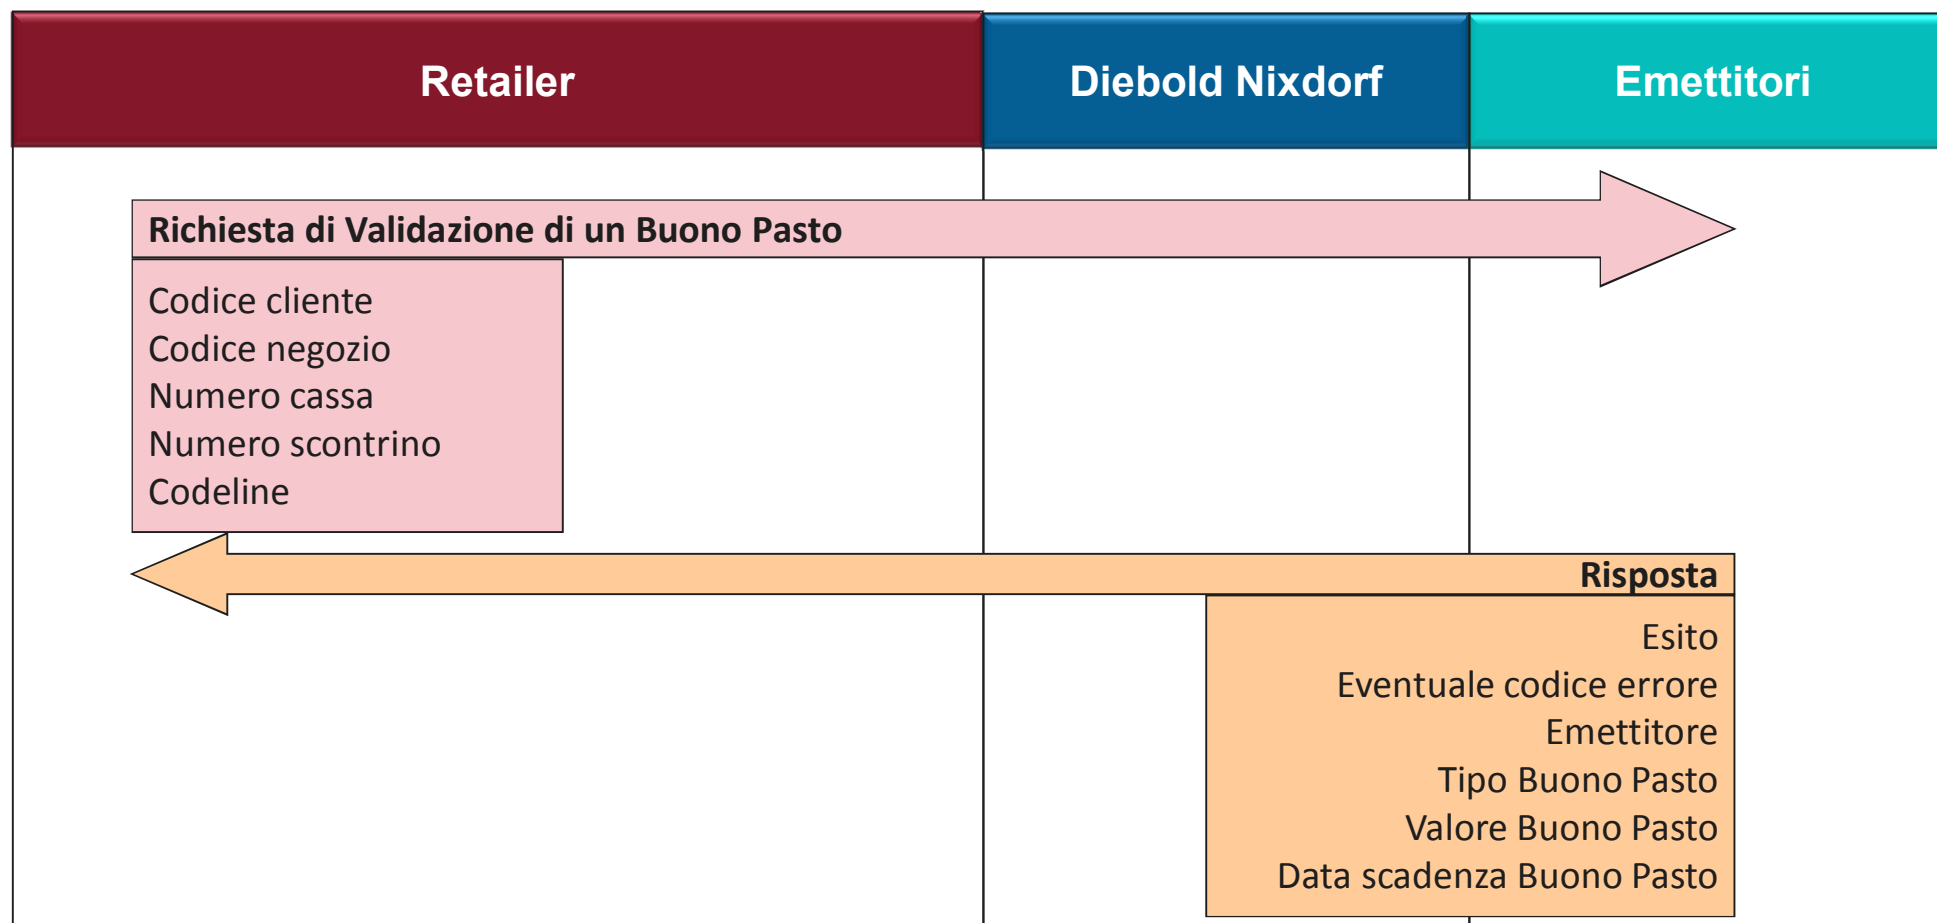 Retailer
Diebold Nixdorf
Emettitori
Richiesta di Validazione di un Buono Pasto
Codice cliente
Codice negozio
Numero cassa
Numero scontrino
Codeline
Risposta
Esito
Eventuale codice errore
Emettitore
Tipo Buono Pasto
Valore Buono Pasto
Data scadenza Buono Pasto